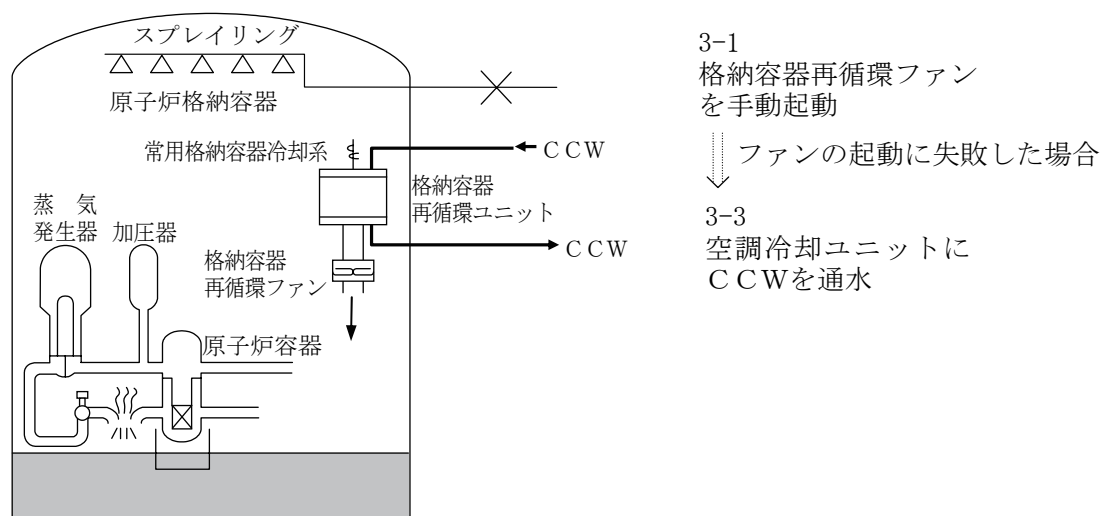 スプレイリング
原子炉格納容器
常用格納容器冷却系
ＣＣＷ
格納容器
再循環ユニット
ＣＣＷ
蒸　気
発生器
加圧器
格納容器
再循環ファン
原子炉容器
3-1
格納容器再循環ファン
を手動起動
ファンの起動に失敗した場合
3-3
空調冷却ユニットに
ＣＣＷを通水